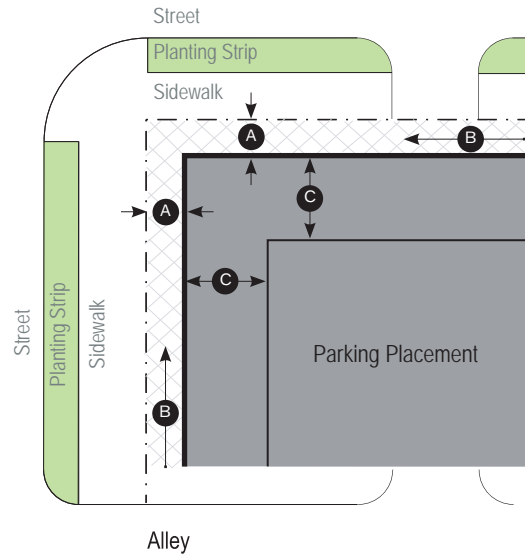 Street
Planting Strip
Sidewalk
A
B
A
C
C
Street
Planting Strip
Sidewalk
Parking Placement
B
Alley